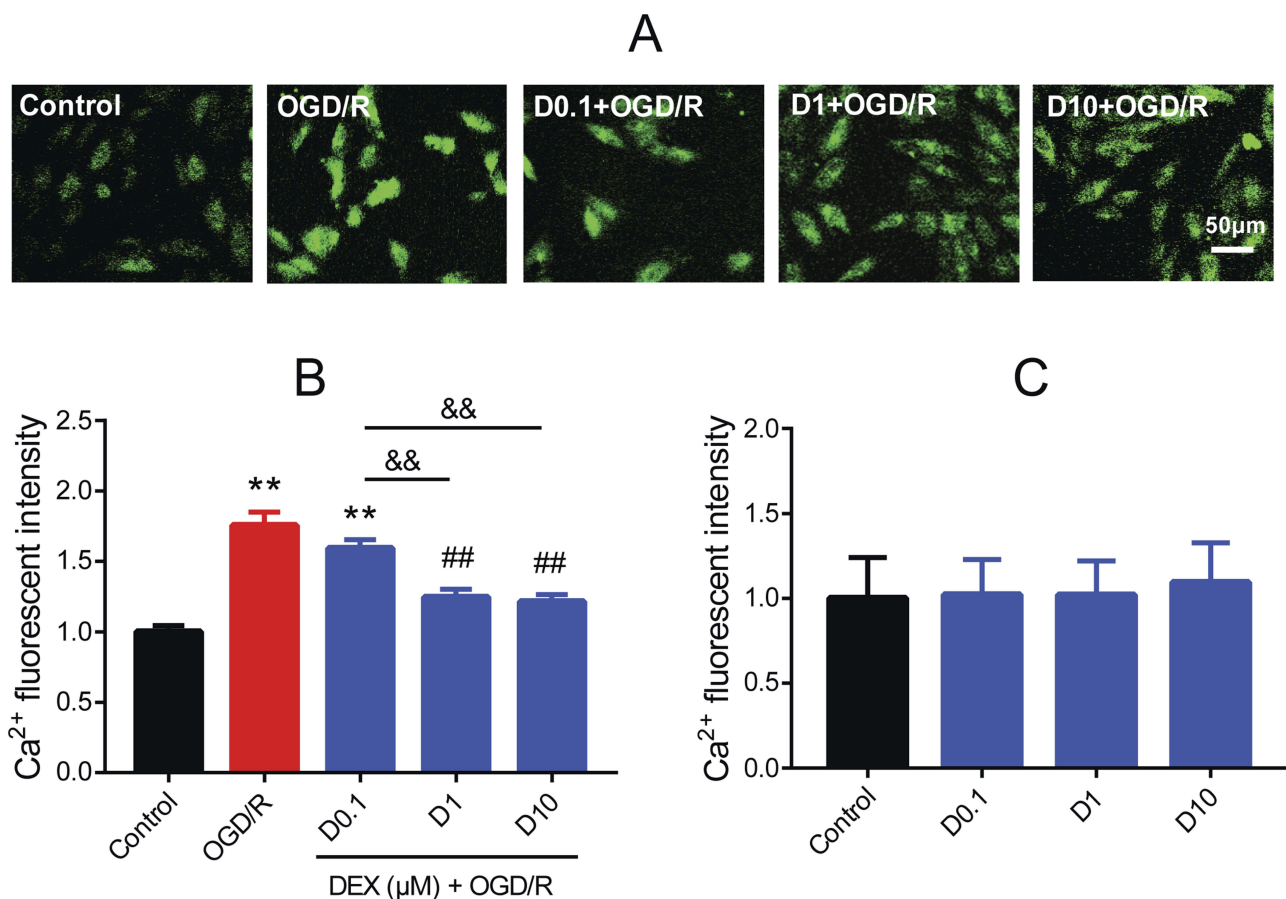 A
Control
OGD/R
D0.1+OGD/R
D1+OGD/R
D10+OGD/R
50μm
B
Ca²⁺ fluorescent intensity
2.5
2.0
1.5
1.0
0.5
0.0
&&
&&
**
**
##
##
Control
OGD/R
D0.1
D1
D10
DEX (μM) + OGD/R
C
Ca²⁺ fluorescent intensity
2.0
1.5
1.0
0.5
0.0
Control
D0.1
D1
D10